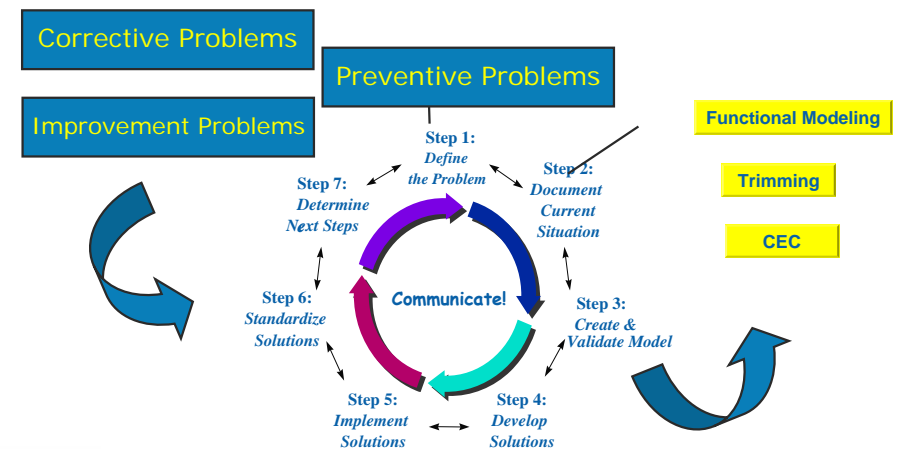 Corrective Problems
Preventive Problems
Improvement Problems
Functional Modeling
Trimming
CEC
Step 1:
Define
the Problem
Step 2:
Document
Current
Situation
Step 3:
Create &
Validate Model
Step 4:
Develop
Solutions
Step 5:
Implement
Solutions
Step 6:
Standardize
Solutions
Step 7:
Determine
Next Steps
Communicate!